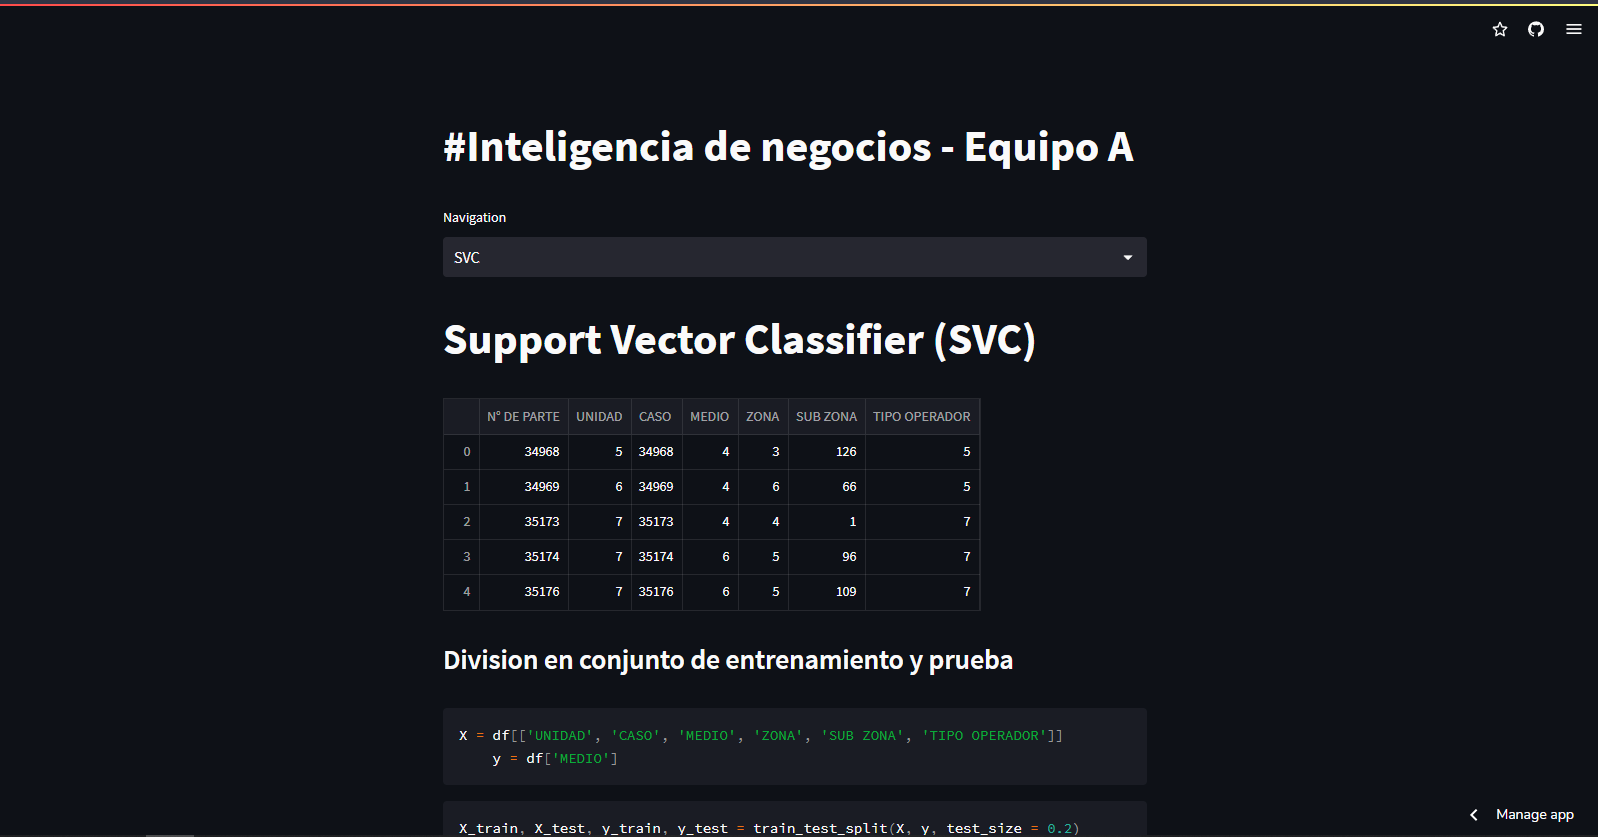 #Inteligencia de negocios - Equipo A
Navigation
SVC
Support Vector Classifier (SVC)
N° DE PARTE UNIDAD CASO MEDIO ZONA SUB ZONA TIPO OPERADOR
0 34968 5 34968 4 3 126 5
1 34969 6 34969 4 6 66 5
2 35173 7 35173 4 4 1 7
3 35174 7 35174 6 5 96 7
4 35176 7 35176 6 5 109 7
Division en conjunto de entrenamiento y prueba
X = df[['UNIDAD', 'CASO', 'MEDIO', 'ZONA', 'SUB ZONA', 'TIPO OPERADOR']]
    y = df['MEDIO']
X_train, X_test, y_train, y_test = train_test_split(X, y, test_size = 0.2)
Manage app